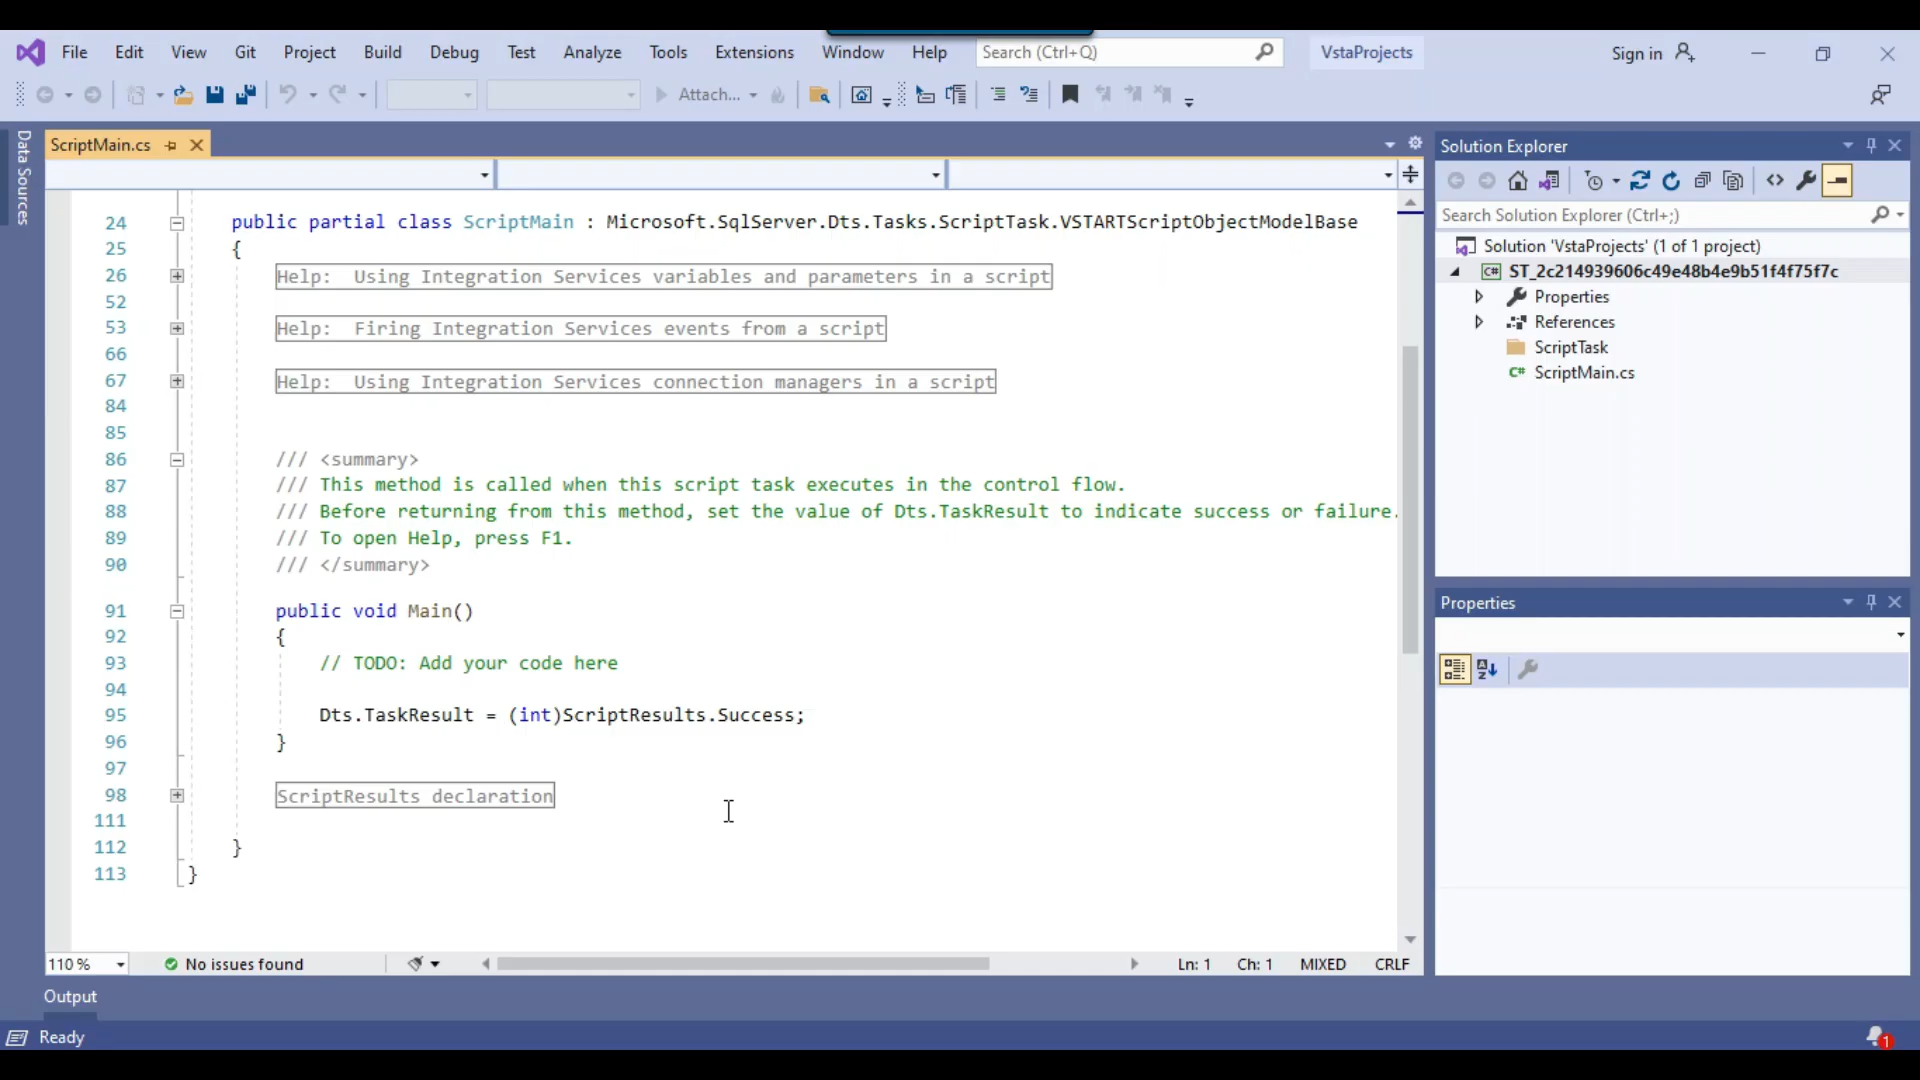 File Edit View Git Project Build Debug Test Analyze Tools Extensions Window Help Search (Ctrl+Q) VstaProjects Sign in
Attach...
Data Sources
ScriptMain.cs
24 public partial class ScriptMain : Microsoft.SqlServer.Dts.Tasks.ScriptTask.VSTARTScriptObjectModelBase
25 {
26 Help: Using Integration Services variables and parameters in a script
52
53 Help: Firing Integration Services events from a script
66
67 Help: Using Integration Services connection managers in a script
84
85
86 /// <summary>
87 /// This method is called when this script task executes in the control flow.
88 /// Before returning from this method, set the value of Dts.TaskResult to indicate success or failure.
89 /// To open Help, press F1.
90 /// </summary>
91 public void Main()
92 {
93 // TODO: Add your code here
94
95 Dts.TaskResult = (int)ScriptResults.Success;
96 }
97
98 ScriptResults declaration
111
112 }
113 }
110 % No issues found Ln: 1 Ch: 1 MIXED CRLF
Solution Explorer
Search Solution Explorer (Ctrl+;)
Solution 'VstaProjects' (1 of 1 project)
C# ST_2c214939606c49e48b4e9b51f4f75f7c
Properties
References
ScriptTask
C# ScriptMain.cs
Properties
Output
Ready
1